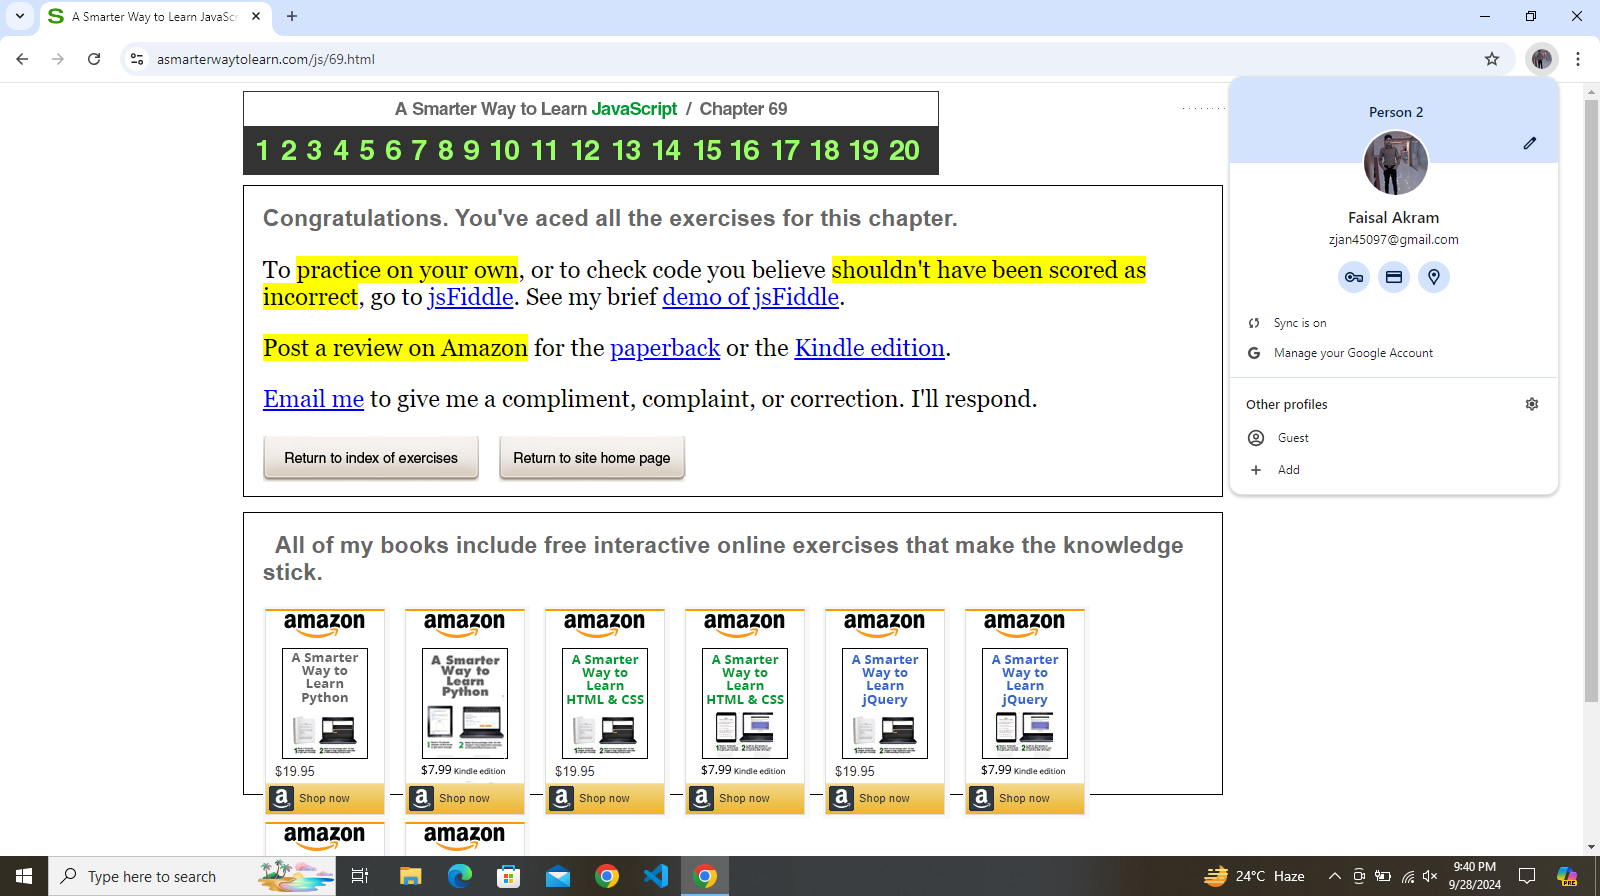 A Smarter Way to Learn JavaScr
asmarterwaytolearn.com/js/69.html
A Smarter Way to Learn JavaScript / Chapter 69
1 2 3 4 5 6 7 8 9 10 11 12 13 14 15 16 17 18 19 20
Congratulations. You've aced all the exercises for this chapter.
To practice on your own, or to check code you believe shouldn't have been scored as
incorrect, go to jsFiddle. See my brief demo of jsFiddle.
Post a review on Amazon for the paperback or the Kindle edition.
Email me to give me a compliment, complaint, or correction. I'll respond.
Return to index of exercises
Return to site home page
Person 2
Faisal Akram
zjan45097@gmail.com
Sync is on
Manage your Google Account
Other profiles
Guest
Add
All of my books include free interactive online exercises that make the knowledge
stick.
amazon
A Smarter
Way to
Learn
Python
$19.95
Shop now
amazon
A Smarter
Way to
Learn
Python
$7.99 Kindle edition
Shop now
amazon
A Smarter
Way to
Learn
HTML & CSS
$19.95
Shop now
amazon
A Smarter
Way to
Learn
HTML & CSS
$7.99 Kindle edition
Shop now
amazon
A Smarter
Way to
Learn
jQuery
$19.95
Shop now
amazon
A Smarter
Way to
Learn
jQuery
$7.99 Kindle edition
Shop now
amazon
amazon
Type here to search
24°C Haze
9:40 PM
9/28/2024
PRE